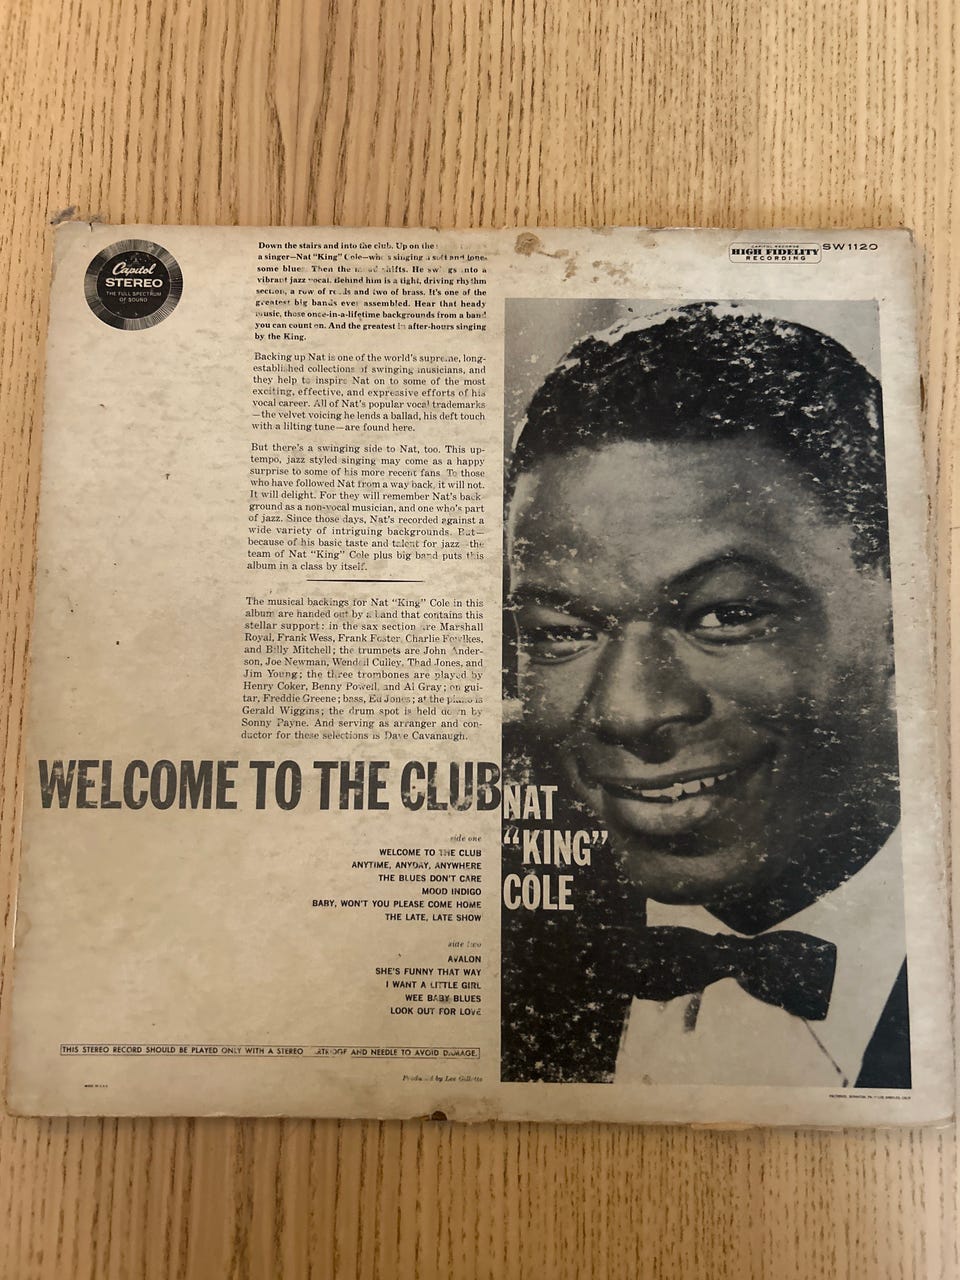 Capitol
STEREO
THE FULL SPECTRUM
OF SOUND
Down the stairs and into the club. Up on the
a singer—Nat "King" Cole—who's singing a soft and lone-
some blues. Then the mood shifts. He swings into a
vibrant jazz vocal. Behind him is a tight, driving rhythm
section, a row of reeds and two of brass. It's one of the
greatest big bands ever assembled. Hear that heady
music, those once-in-a-lifetime backgrounds from a band
you can count on. And the greatest in after-hours singing
by the King.
Backing up Nat is one of the world's supreme, long-
established collections of swinging musicians, and
they help to inspire Nat on to some of the most
exciting, effective, and expressive efforts of his
vocal career. All of Nat's popular vocal trademarks
—the velvet voicing he lends a ballad, his deft touch
with a lilting tune—are found here.
But there's a swinging side to Nat, too. This up-
tempo, jazz styled singing may come as a happy
surprise to some of his more recent fans. To those
who have followed Nat from a way back, it will not.
It will delight. For they will remember Nat's back-
ground as a non-vocal musician, and one who's part
of jazz. Since those days, Nat's recorded against a
wide variety of intriguing backgrounds. But—
because of his basic taste and talent for jazz—the
team of Nat "King" Cole plus big band puts this
album in a class by itself.
The musical backings for Nat "King" Cole in this
album are handed out by a band that contains this
stellar support: in the sax section are Marshall
Royal, Frank Wess, Frank Foster, Charlie Fowlkes,
and Billy Mitchell; the trumpets are John Ander-
son, Joe Newman, Wendell Culley, Thad Jones, and
Jim Young; the three trombones are played by
Henry Coker, Benny Powell, and Al Gray; on gui-
tar, Freddie Greene; bass, Ed Jones; at the piano is
Gerald Wiggins; the drum spot is held down by
Sonny Payne. And serving as arranger and con-
ductor for these selections is Dave Cavanaugh.
CAPITOL RECORDS
HIGH FIDELITY
RECORDING
SW1120
WELCOME TO THE CLUB
NAT
"KING"
COLE
side one
WELCOME TO THE CLUB
ANYTIME, ANYDAY, ANYWHERE
THE BLUES DON'T CARE
MOOD INDIGO
BABY, WON'T YOU PLEASE COME HOME
THE LATE, LATE SHOW
side two
AVALON
SHE'S FUNNY THAT WAY
I WANT A LITTLE GIRL
WEE BABY BLUES
LOOK OUT FOR LOVE
THIS STEREO RECORD SHOULD BE PLAYED ONLY WITH A STEREO CARTRIDGE AND NEEDLE TO AVOID DAMAGE.
Produced by Lee Gillette
MADE IN U.S.A.